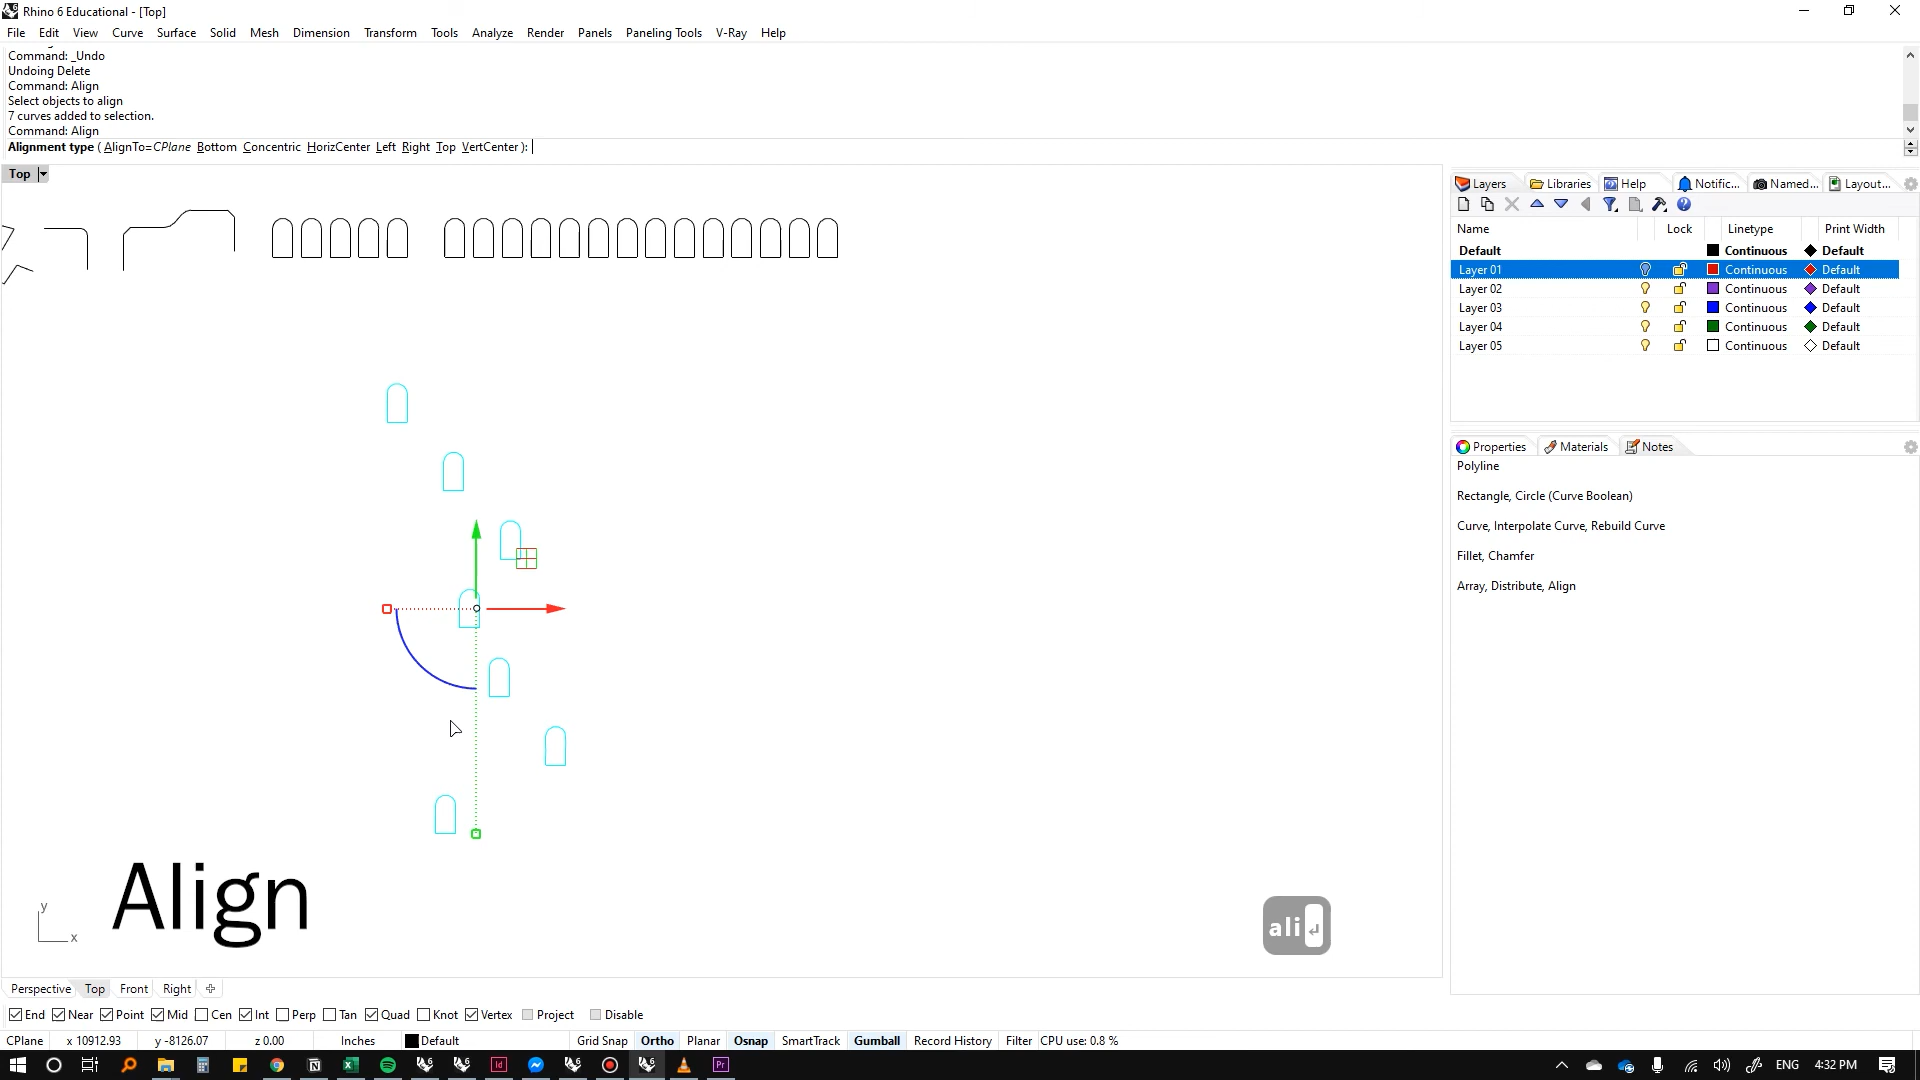 Rhino 6 Educational - [Top]
File Edit View Curve Surface Solid Mesh Dimension Transform Tools Analyze Render Panels Paneling Tools V-Ray Help
Command: _Undo
Undoing Delete
Command: Align
Select objects to align
7 curves added to selection.
Command: Align
Alignment type ( AlignTo=CPlane Bottom Concentric HorizCenter Left Right Top VertCenter ):
Top
Layers Libraries Help Notific... Named... Layout...
Name Lock Linetype Print Width
Default Continuous Default
Layer 01 Continuous Default
Layer 02 Continuous Default
Layer 03 Continuous Default
Layer 04 Continuous Default
Layer 05 Continuous Default
Properties Materials Notes
Polyline
Rectangle, Circle (Curve Boolean)
Curve, Interpolate Curve, Rebuild Curve
Fillet, Chamfer
Array, Distribute, Align
Align
y
x
ali
Perspective Top Front Right
End Near Point Mid Cen Int Perp Tan Quad Knot Vertex Project Disable
CPlane x 10912.93 y -8126.07 z 0.00 Inches Default Grid Snap Ortho Planar Osnap SmartTrack Gumball Record History Filter CPU use: 0.8 %
ENG 4:32 PM